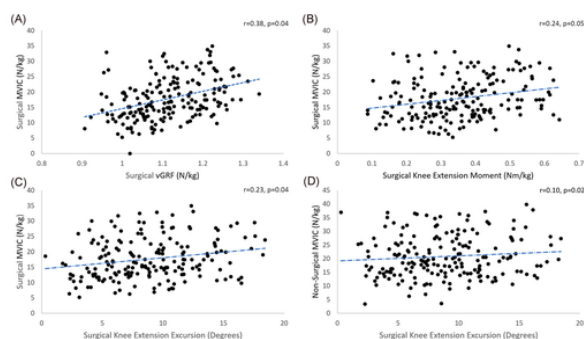 (A)
r=0.38, p=0.04
Surgical MVIC (N/kg)
40
35
30
25
20
15
10
5
0
0.8 0.9 1 1.1 1.2 1.3 1.4
Surgical vGRF (N/kg)
(B)
r=0.24, p=0.05
Surgical MVIC (N/kg)
40
35
30
25
20
15
10
5
0
0 0.1 0.2 0.3 0.4 0.5 0.6 0.7
Surgical Knee Extension Moment (Nm/kg)
(C)
r=0.23, p=0.04
Surgical MVIC (N/kg)
40
35
30
25
20
15
10
5
0
0 5 10 15 20
Surgical Knee Extension Excursion (Degrees)
(D)
r=0.10, p=0.02
Non-Surgical MVIC (N/kg)
45
40
35
30
25
20
15
10
5
0
0 5 10 15 20
Surgical Knee Extension Excursion (Degrees)